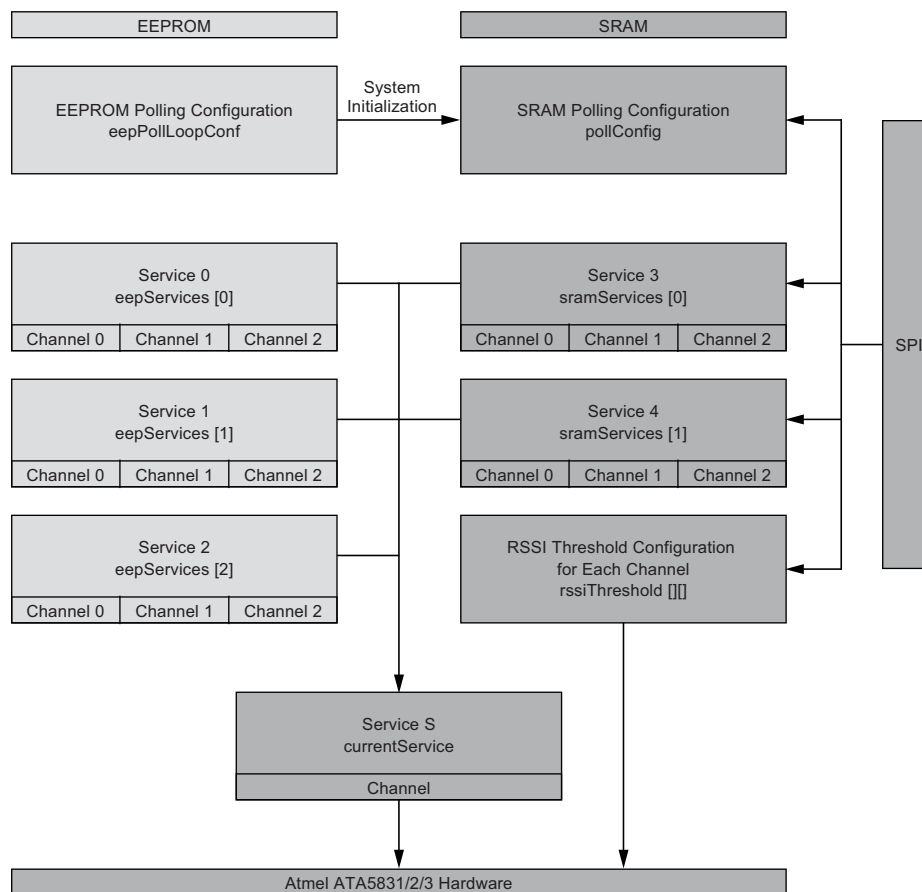 EEPROM
SRAM
EEPROM Polling Configuration
eepPollLoopConf
System
Initialization
SRAM Polling Configuration
pollConfig
Service 0
eepServices [0]
Channel 0
Channel 1
Channel 2
Service 3
sramServices [0]
Channel 0
Channel 1
Channel 2
SPI
Service 1
eepServices [1]
Channel 0
Channel 1
Channel 2
Service 4
sramServices [1]
Channel 0
Channel 1
Channel 2
Service 2
eepServices [2]
Channel 0
Channel 1
Channel 2
RSSI Threshold Configuration
for Each Channel
rssiThreshold [][]
Service S
currentService
Channel
Atmel ATA5831/2/3 Hardware